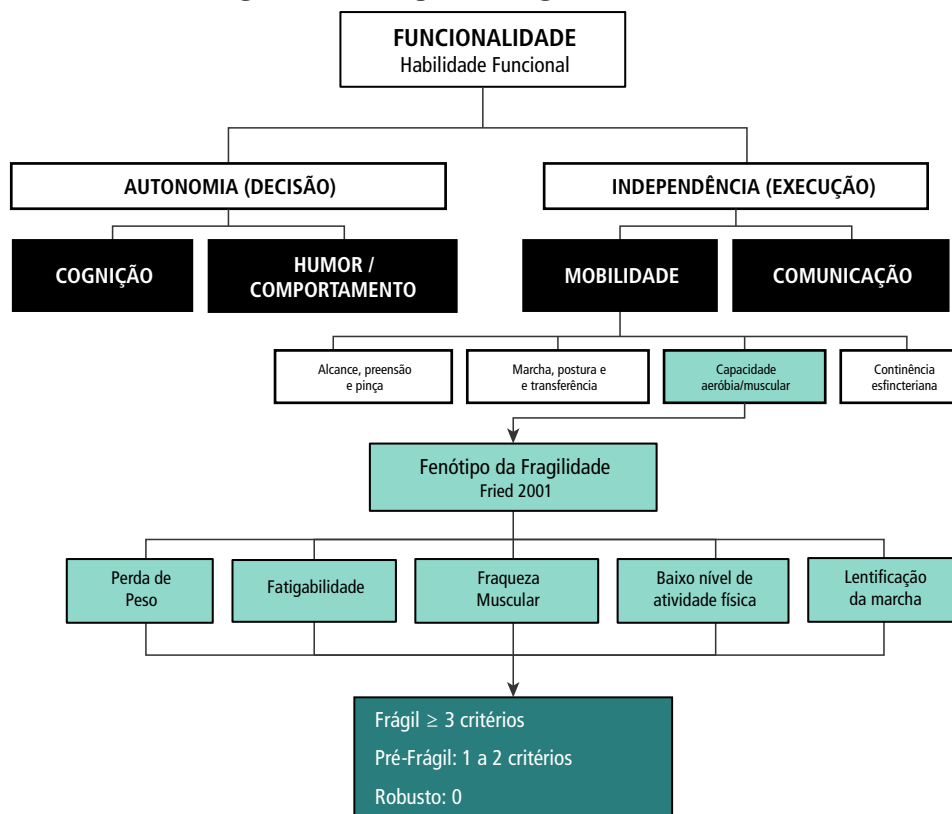 FUNCIONALIDADE
Habilidade Funcional
AUTONOMIA (DECISÃO)
INDEPENDÊNCIA (EXECUÇÃO)
COGNIÇÃO
HUMOR /
COMPORTAMENTO
MOBILIDADE
COMUNICAÇÃO
Alcance, preensão
e pinça
Marcha, postura e
e transferência
Capacidade
aeróbia/muscular
Continência
esfincteriana
Fenótipo da Fragilidade
Fried 2001
Perda de
Peso
Fatigabilidade
Fraqueza
Muscular
Baixo nível de
atividade física
Lentificação
da marcha
Frágil ≥ 3 critérios
Pré-Frágil: 1 a 2 critérios
Robusto: 0